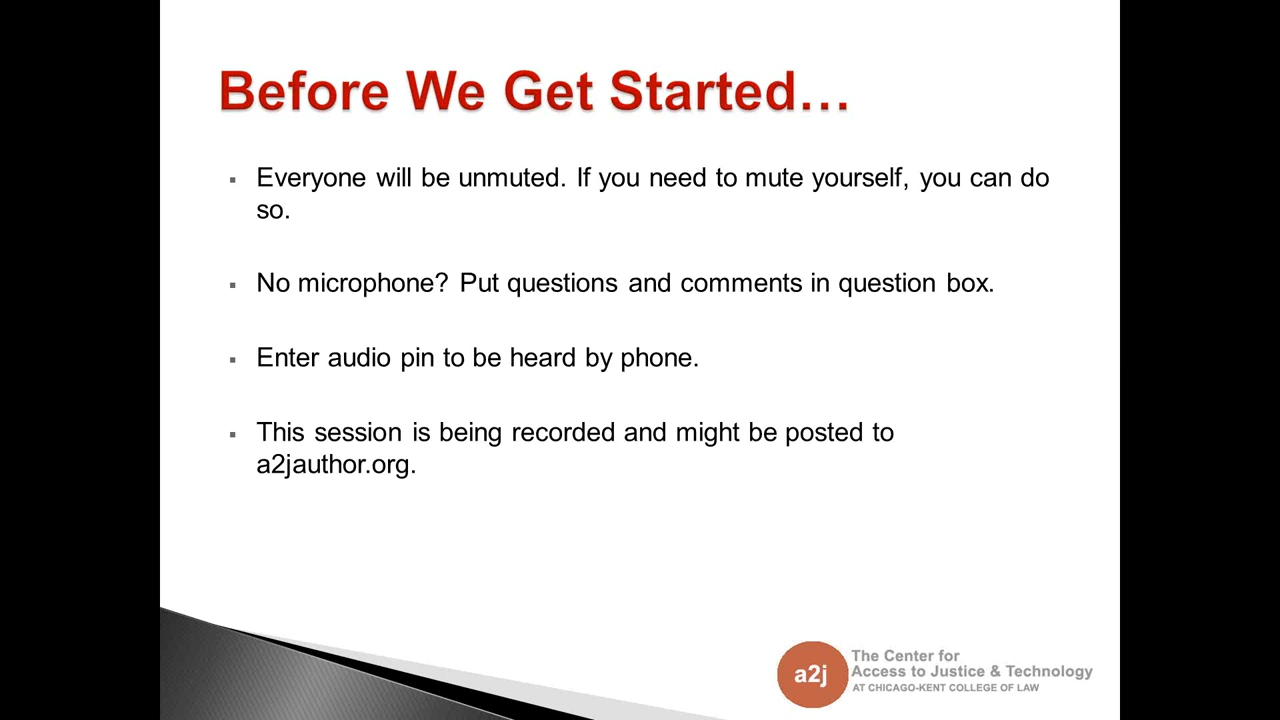 Before We Get Started…
Everyone will be unmuted. If you need to mute yourself, you can do
so.
No microphone? Put questions and comments in question box.
Enter audio pin to be heard by phone.
This session is being recorded and might be posted to
a2jauthor.org.
a2j
The Center for
Access to Justice & Technology
AT CHICAGO-KENT COLLEGE OF LAW